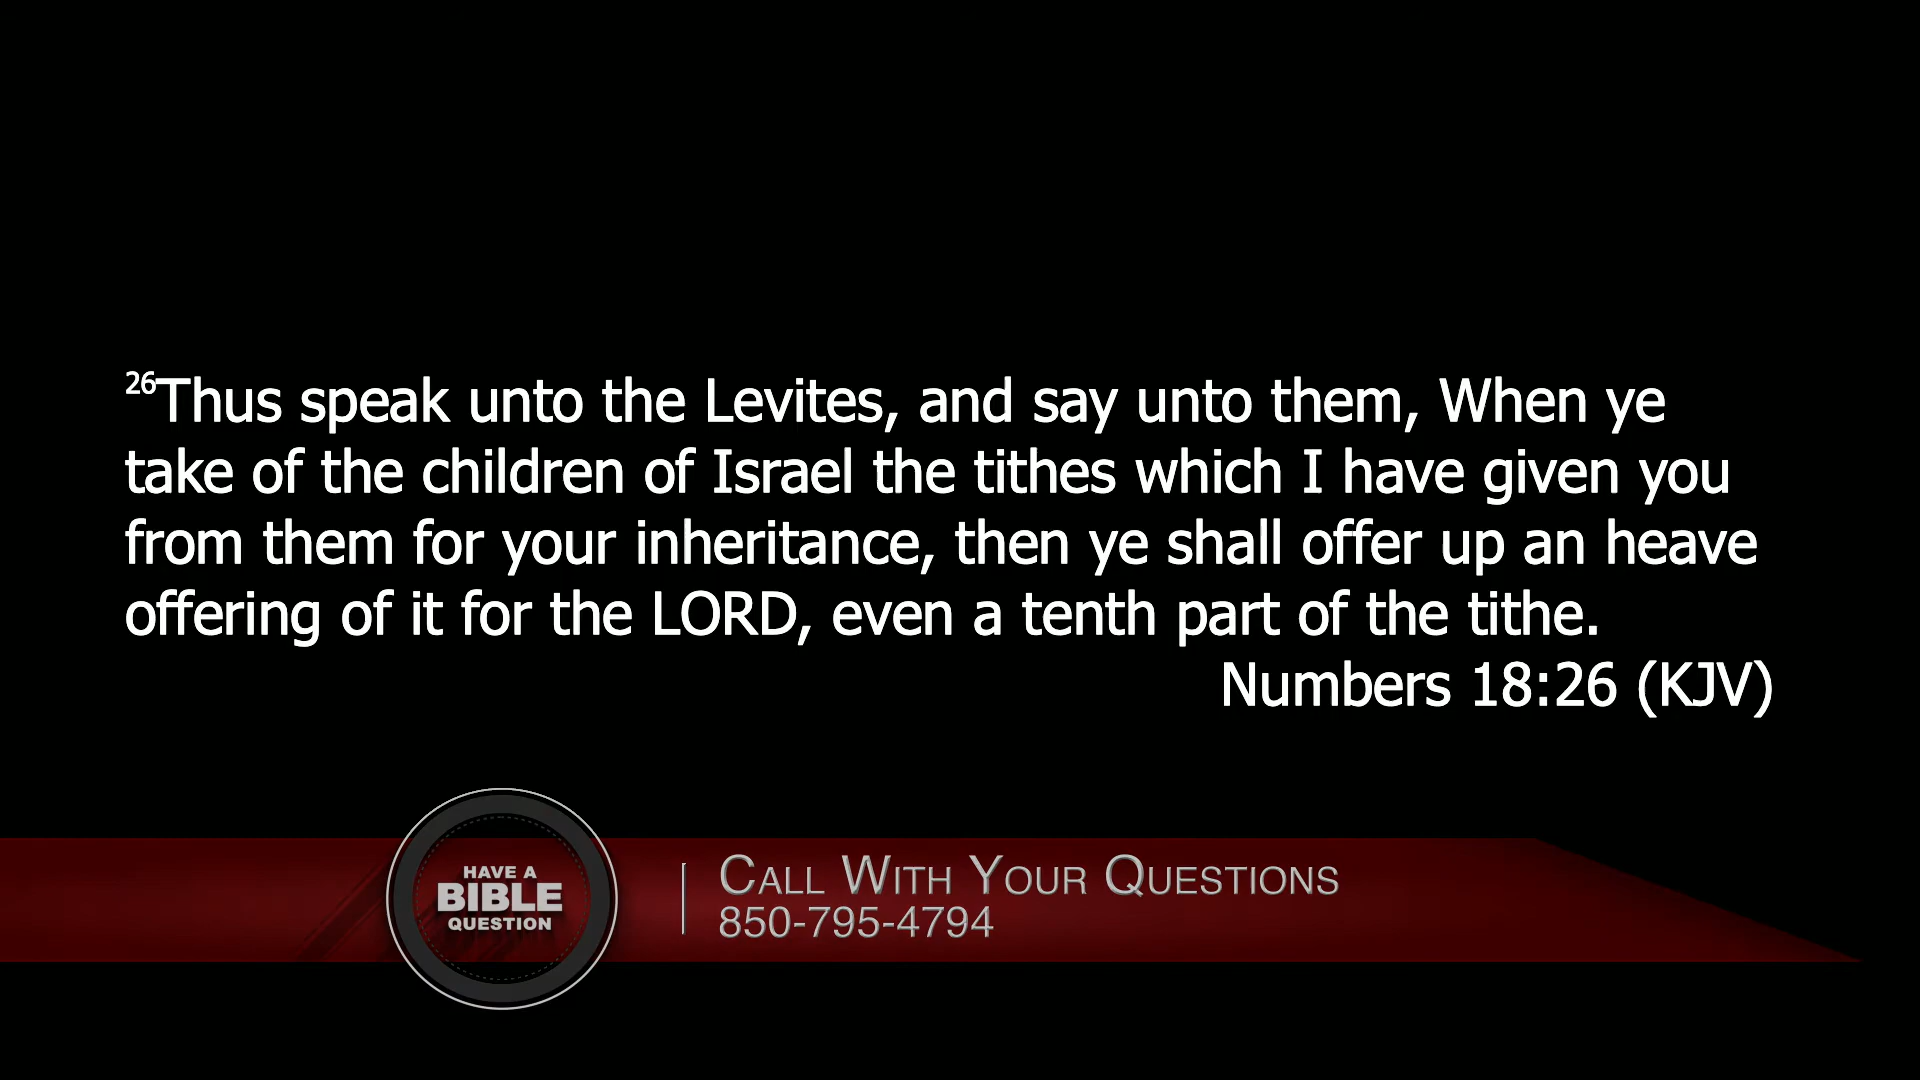 26Thus speak unto the Levites, and say unto them, When ye
take of the children of Israel the tithes which I have given you
from them for your inheritance, then ye shall offer up an heave
offering of it for the LORD, even a tenth part of the tithe.
Numbers 18:26 (KJV)
HAVE A
BIBLE
QUESTION
CALL WITH YOUR QUESTIONS
850-795-4794